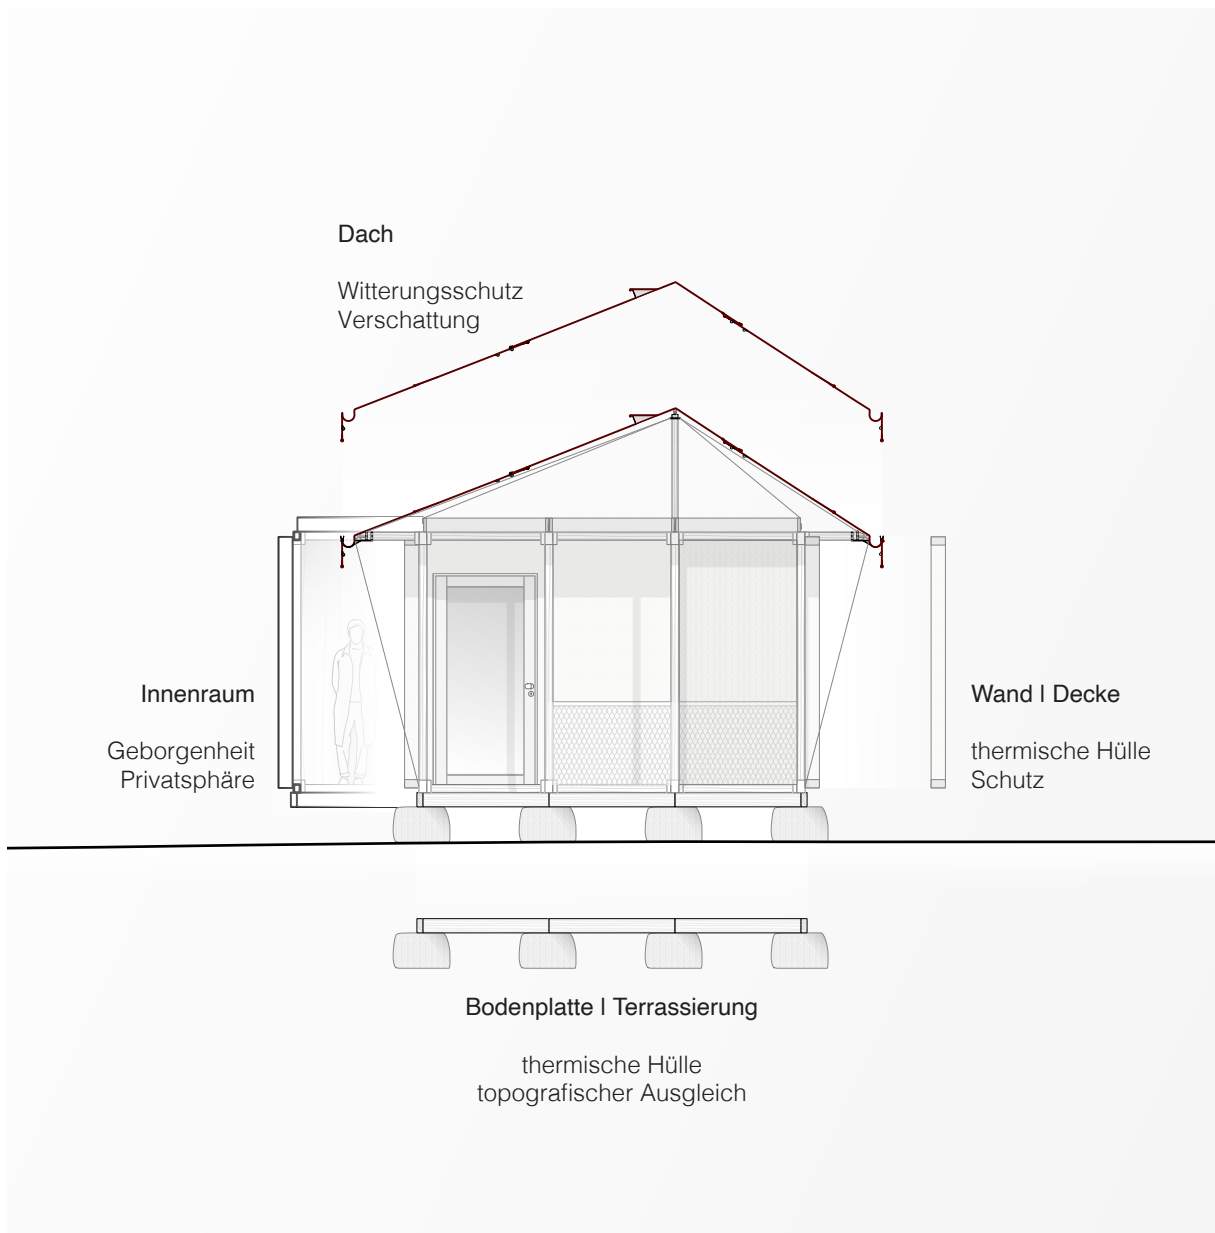 Dach
Witterungsschutz
Verschattung
Innenraum
Geborgenheit
Privatsphäre
Wand | Decke
thermische Hülle
Schutz
Bodenplatte | Terrassierung
thermische Hülle
topografischer Ausgleich